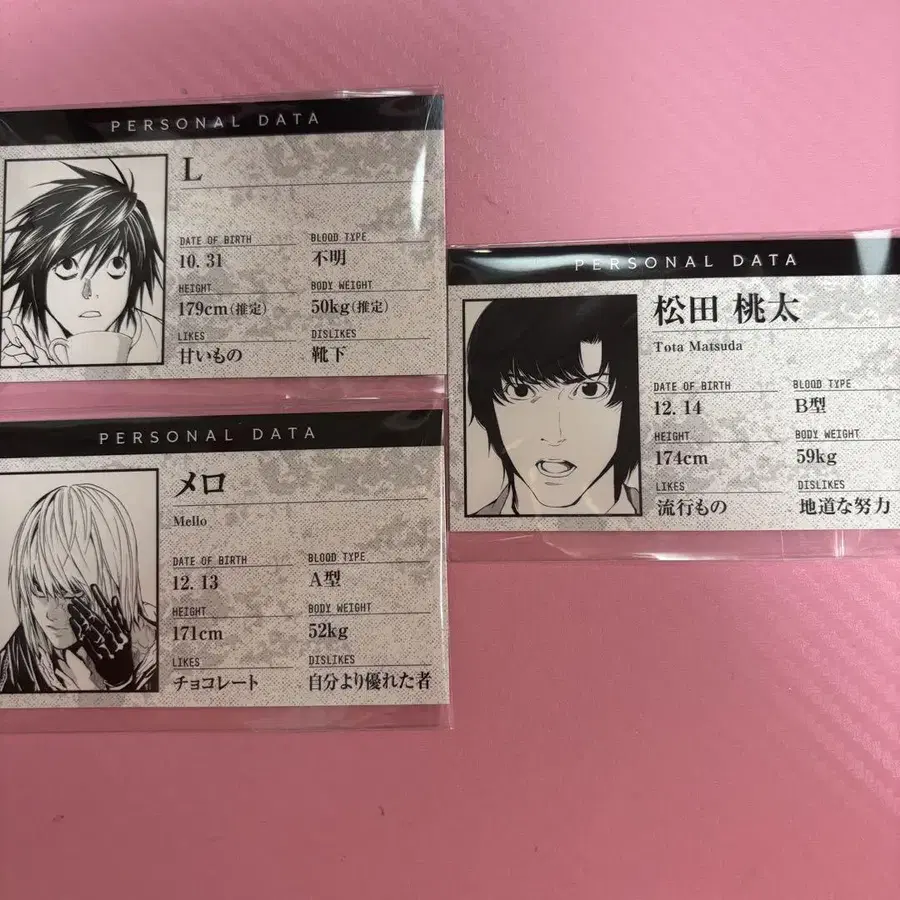 PERSONAL DATA
L
DATE OF BIRTH BLOOD TYPE
10. 31 不明
HEIGHT BODY WEIGHT
179cm(推定) 50kg(推定)
LIKES DISLIKES
甘いもの 靴下
PERSONAL DATA
メロ
Mello
DATE OF BIRTH BLOOD TYPE
12. 13 A型
HEIGHT BODY WEIGHT
171cm 52kg
LIKES DISLIKES
チョコレート 自分より優れた者
PERSONAL DATA
松田 桃太
Tota Matsuda
DATE OF BIRTH BLOOD TYPE
12. 14 B型
HEIGHT BODY WEIGHT
174cm 59kg
LIKES DISLIKES
流行もの 地道な努力